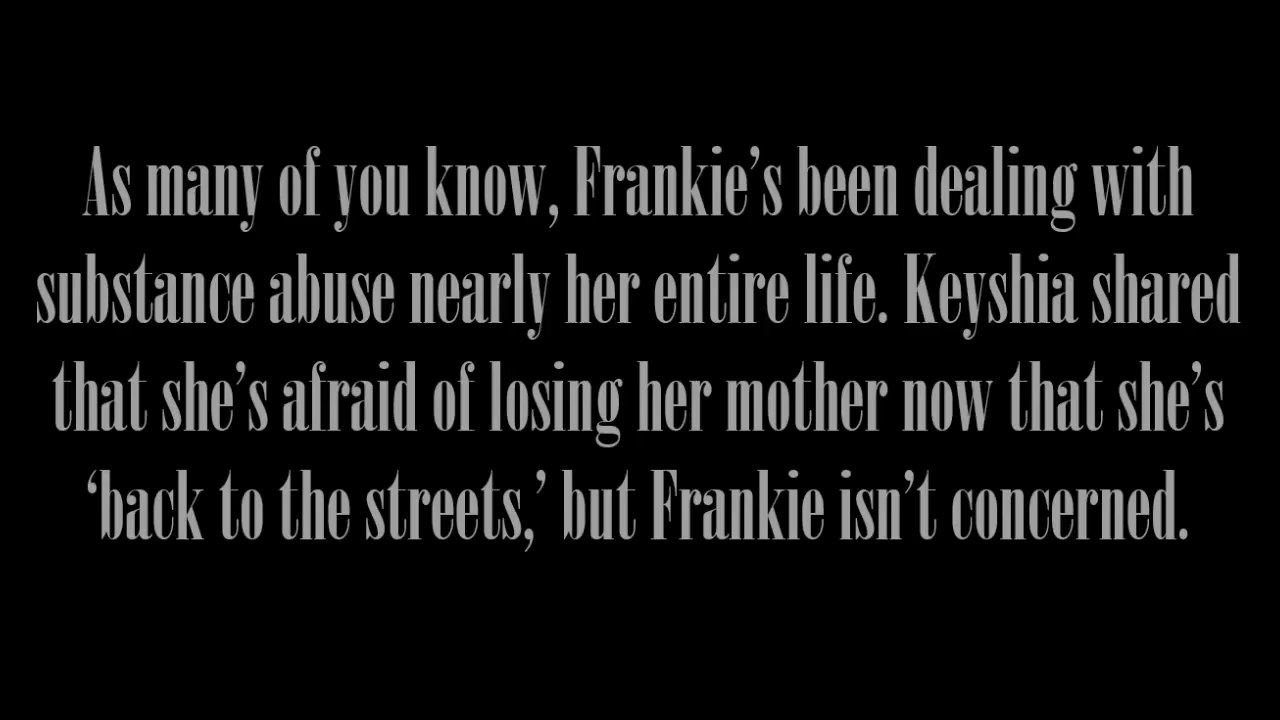 As many of you know, Frankie’s been dealing with
substance abuse nearly her entire life. Keyshia shared
that she’s afraid of losing her mother now that she’s
‘back to the streets,’ but Frankie isn’t concerned.